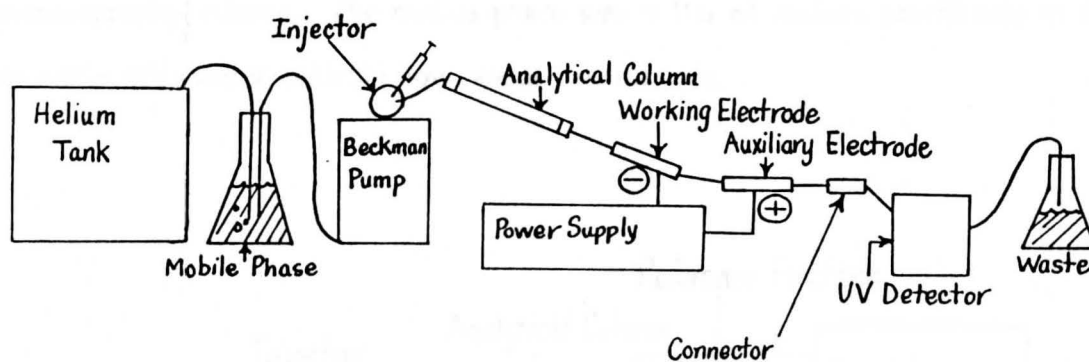 Injector
Analytical Column
Working Electrode
Auxiliary Electrode
Helium
Tank
Beckman
Pump
−
+
Power Supply
Mobile Phase
Waste
UV Detector
Connector